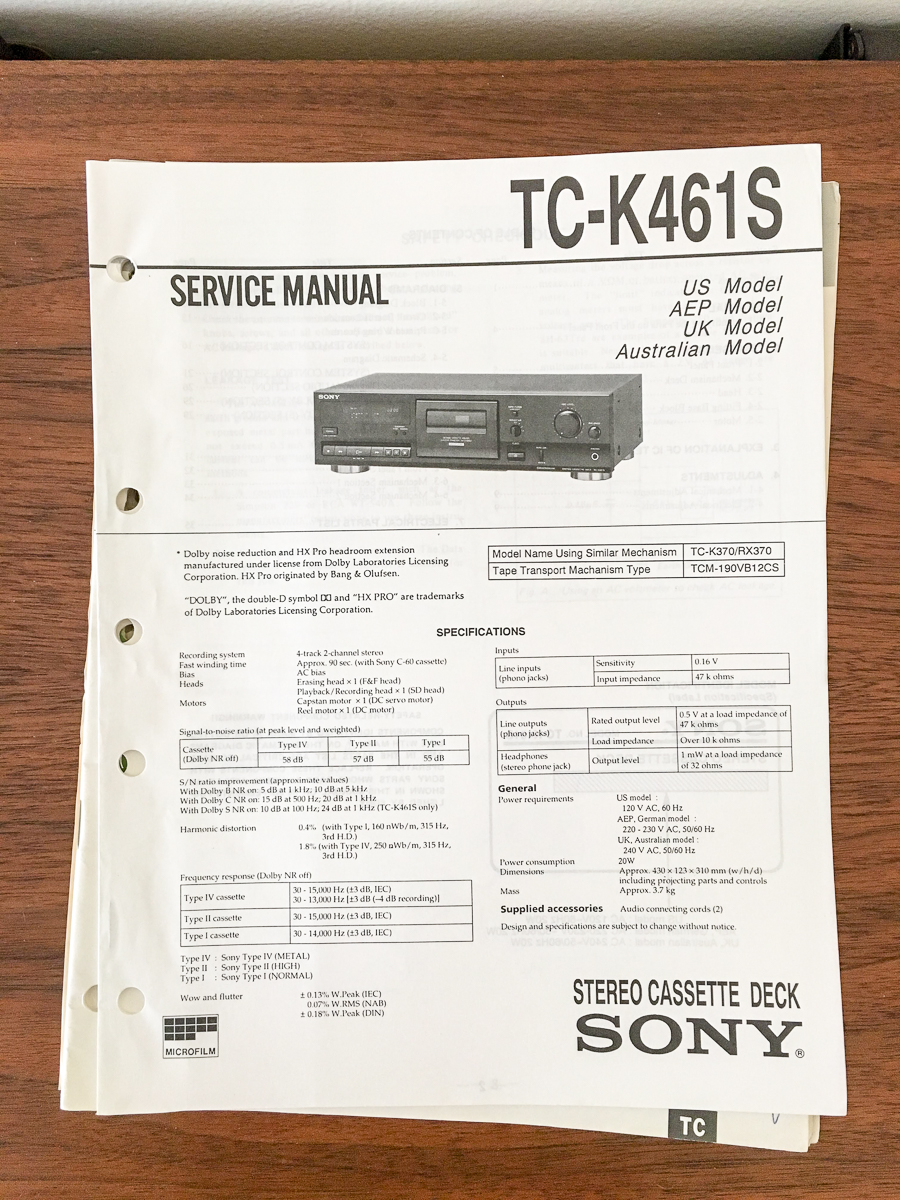 TC-K461S
SERVICE MANUAL
US Model
AEP Model
UK Model
Australian Model
SONY
* Dolby noise reduction and HX Pro headroom extension
manufactured under license from Dolby Laboratories Licensing
Corporation. HX Pro originated by Bang & Olufsen.
"DOLBY", the double-D symbol and "HX PRO" are trademarks
of Dolby Laboratories Licensing Corporation.
Model Name Using Similar Mechanism TC-K370/RX370
Tape Transport Machanism Type TCM-190VB12CS
SPECIFICATIONS
Recording system 4-track 2-channel stereo
Fast winding time Approx. 90 sec. (with Sony C-60 cassette)
Bias AC bias
Heads Erasing head × 1 (F&F head)
Playback/Recording head × 1 (SD head)
Motors Capstan motor × 1 (DC servo motor)
Reel motor × 1 (DC motor)
Signal-to-noise ratio (at peak level and weighted)
Cassette (Dolby NR off) Type IV Type II Type I
58 dB 57 dB 55 dB
S/N ratio improvement (approximate values)
With Dolby B NR on: 5 dB at 1 kHz; 10 dB at 5 kHz
With Dolby C NR on: 15 dB at 500 Hz; 20 dB at 1 kHz
With Dolby S NR on: 10 dB at 100 Hz; 24 dB at 1 kHz (TC-K461S only)
Harmonic distortion 0.4% (with Type I, 160 nWb/m, 315 Hz,
3rd H.D.)
1.8% (with Type IV, 250 nWb/m, 315 Hz,
3rd H.D.)
Frequency response (Dolby NR off)
Type IV cassette 30 - 15,000 Hz (±3 dB, IEC)
30 - 13,000 Hz [±3 dB (–4 dB recording)]
Type II cassette 30 - 15,000 Hz (±3 dB, IEC)
Type I cassette 30 - 14,000 Hz (±3 dB, IEC)
Type IV : Sony Type IV (METAL)
Type II : Sony Type II (HIGH)
Type I : Sony Type I (NORMAL)
Wow and flutter ± 0.13% W.Peak (IEC)
0.07% W.RMS (NAB)
± 0.18% W.Peak (DIN)
Inputs
Line inputs (phono jacks) Sensitivity 0.16 V
Input impedance 47 k ohms
Outputs
Line outputs (phono jacks) Rated output level 0.5 V at a load impedance of 47 k ohms
Load impedance Over 10 k ohms
Headphones (stereo phone jack) Output level 1 mW at a load impedance of 32 ohms
General
Power requirements US model :
120 V AC, 60 Hz
AEP, German model :
220 - 230 V AC, 50/60 Hz
UK, Australian model :
240 V AC, 50/60 Hz
Power consumption 20W
Dimensions Approx. 430 × 123 × 310 mm (w/h/d)
including projecting parts and controls
Mass Approx. 3.7 kg
Supplied accessories Audio connecting cords (2)
Design and specifications are subject to change without notice.
MICROFILM
STEREO CASSETTE DECK
SONY®
TC